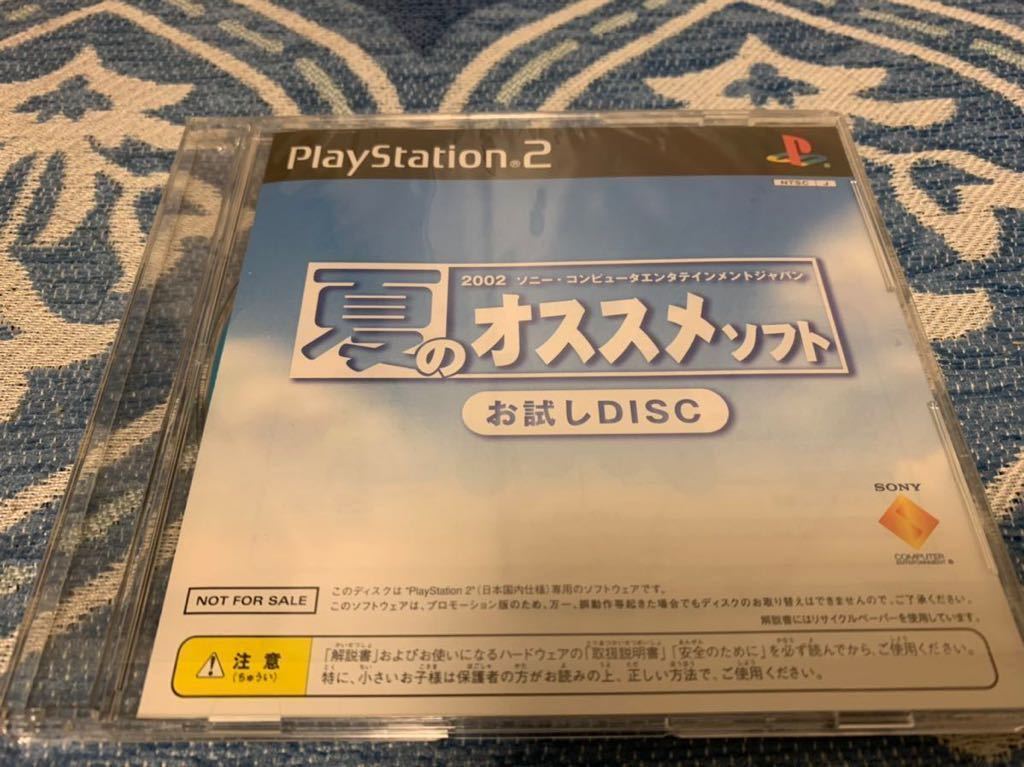 PlayStation®2
NTSC J
2002 ソニー・コンピュータエンタテインメントジャパン
夏のオススメソフト
お試しDISC
SONY
COMPUTER
ENTERTAINMENT®
NOT FOR SALE
このディスクは "PlayStation 2"(日本国内仕様)専用のソフトウェアです。
このソフトウェアは、プロモーション版のため、万一、誤動作等起きた場合でもディスクのお取り替えはできませんので、ご了承ください。
解説書にはリサイクルペーパーを使用しています。
注意
(ちゅうい)
「解説書」およびお使いになるハードウェアの「取扱説明書」「安全のために」を必ず読んでから、ご使用ください。
特に、小さいお子様は保護者の方がお読みの上、正しい方法で、ご使用ください。